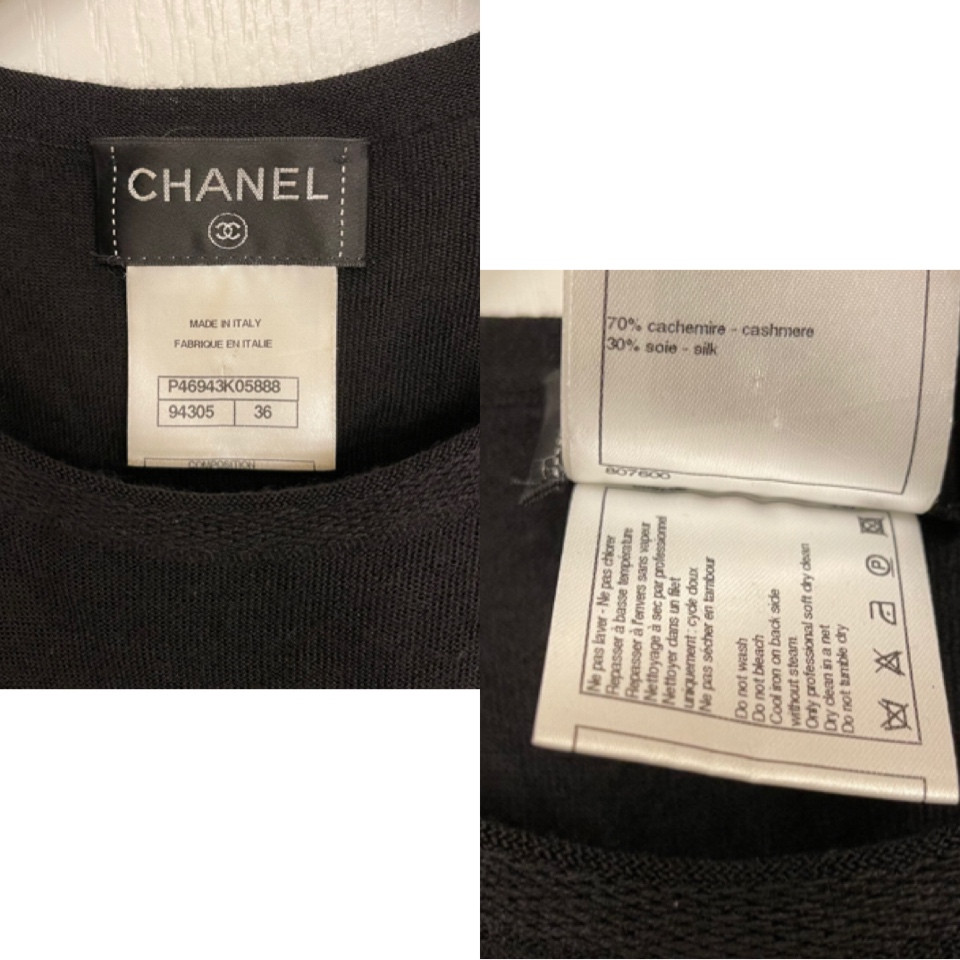 CHANEL
MADE IN ITALY
FABRIQUE EN ITALIE
P46943K05888
94305 36
COMPOSITION
70% cachemire - cashmere
30% soie - silk
807600
Ne pas laver - Ne pas chlorer
Repasser à basse température
Repasser à l'envers sans vapeur
Nettoyage à sec par professionnel
Nettoyer dans un filet
uniquement : cycle doux
Ne pas sécher en tambour
Do not wash
Do not bleach
Cool iron on back side
without steam
Only professional soft dry clean
Dry clean in a net
Do not tumble dry
P